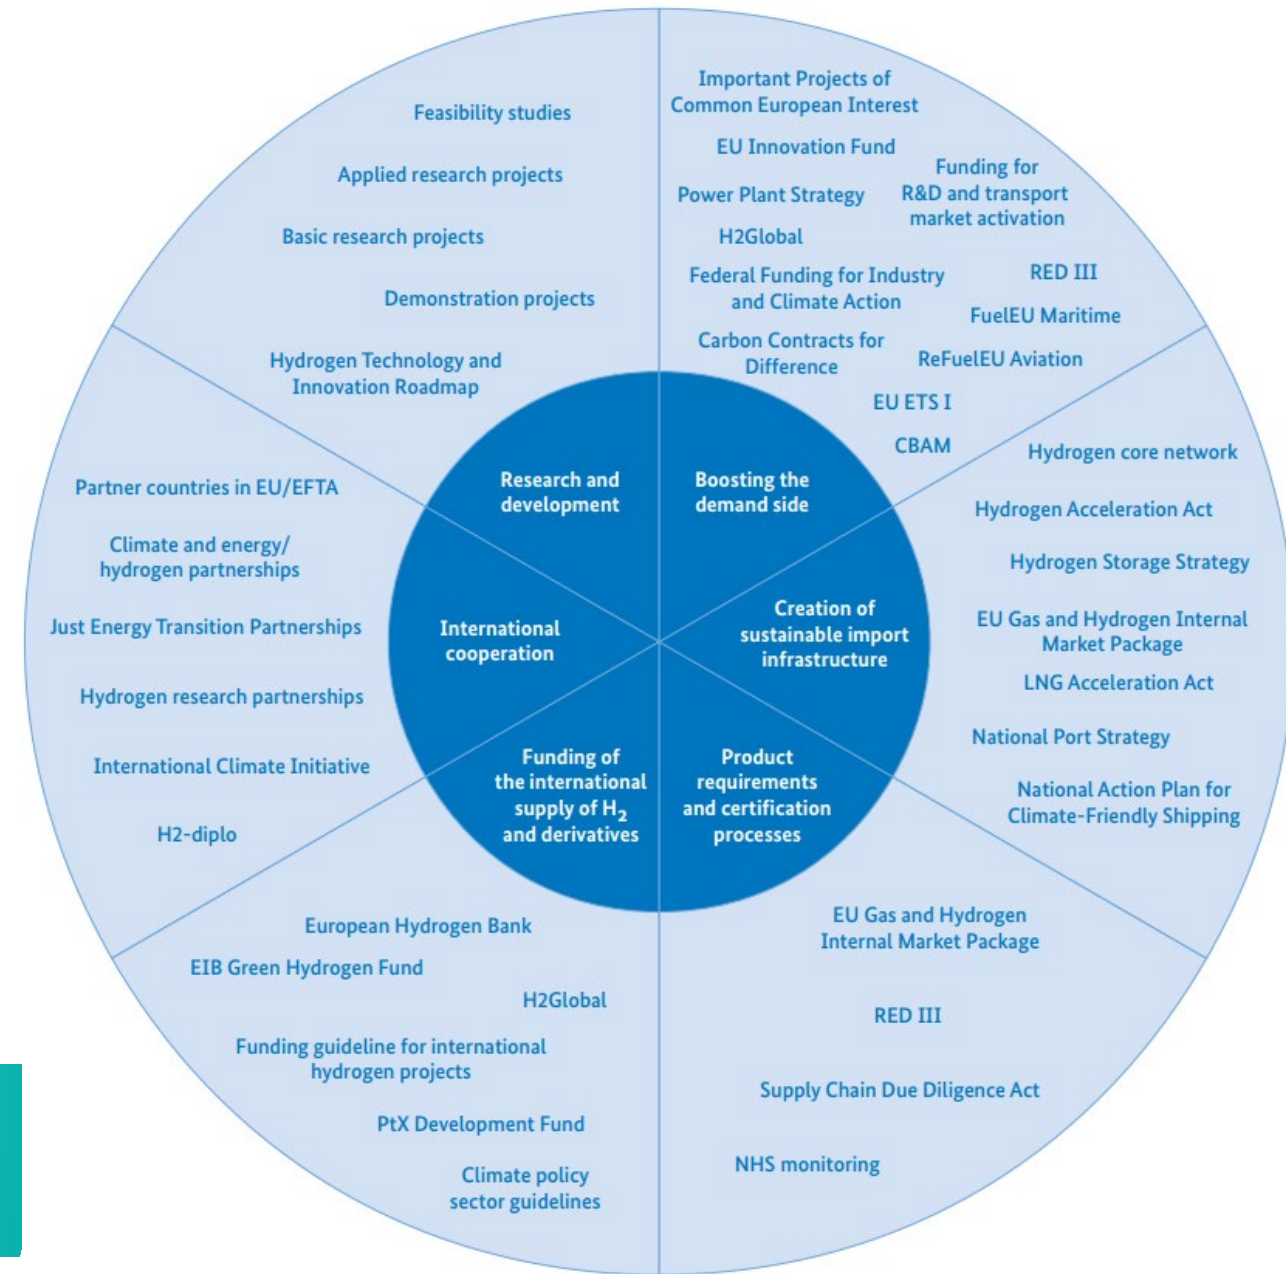 Feasibility studies
Applied research projects
Basic research projects
Demonstration projects
Hydrogen Technology and
Innovation Roadmap
Important Projects of
Common European Interest
EU Innovation Fund
Funding for
R&D and transport
market activation
Power Plant Strategy
H2Global
RED III
Federal Funding for Industry
and Climate Action
FuelEU Maritime
Carbon Contracts for
Difference
ReFuelEU Aviation
EU ETS I
CBAM
Hydrogen core network
Hydrogen Acceleration Act
Hydrogen Storage Strategy
EU Gas and Hydrogen Internal
Market Package
LNG Acceleration Act
National Port Strategy
National Action Plan for
Climate-Friendly Shipping
Partner countries in EU/EFTA
Climate and energy/
hydrogen partnerships
Just Energy Transition Partnerships
Hydrogen research partnerships
International Climate Initiative
H2-diplo
Research and
development
Boosting the
demand side
International
cooperation
Creation of
sustainable import
infrastructure
Funding of
the international
supply of H₂
and derivatives
Product
requirements
and certification
processes
European Hydrogen Bank
EIB Green Hydrogen Fund
H2Global
Funding guideline for international
hydrogen projects
PtX Development Fund
Climate policy
sector guidelines
EU Gas and Hydrogen
Internal Market Package
RED III
Supply Chain Due Diligence Act
NHS monitoring